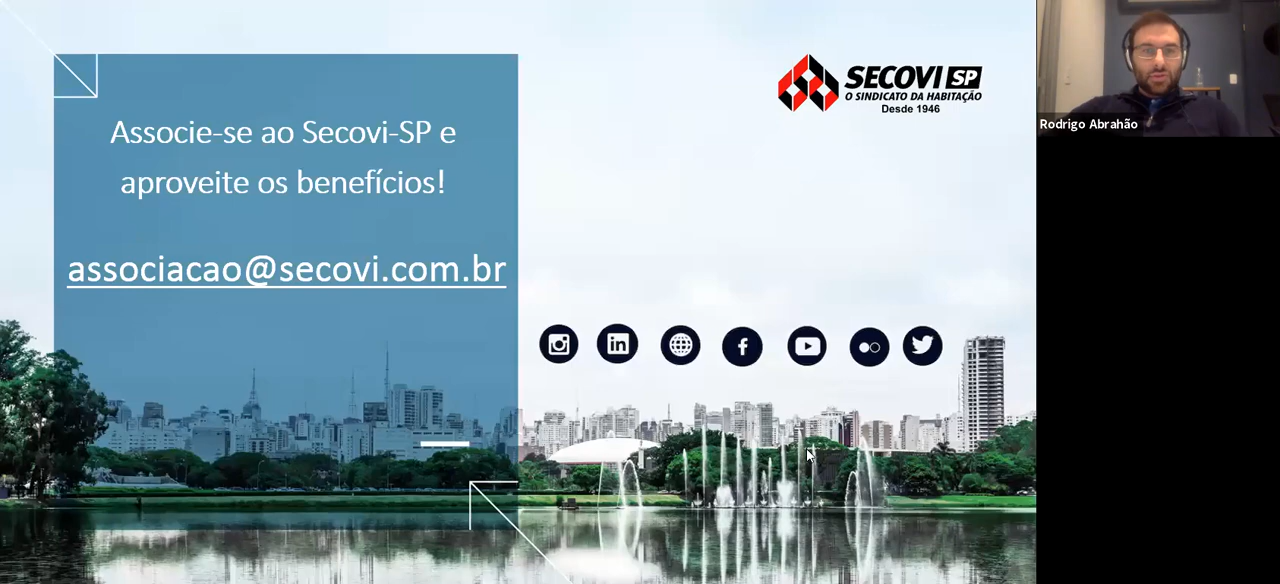 Associe-se ao Secovi-SP e
aproveite os benefícios!
associacao@secovi.com.br
SECOVI SP
O SINDICATO DA HABITAÇÃO
Desde 1946
Rodrigo Abrahão